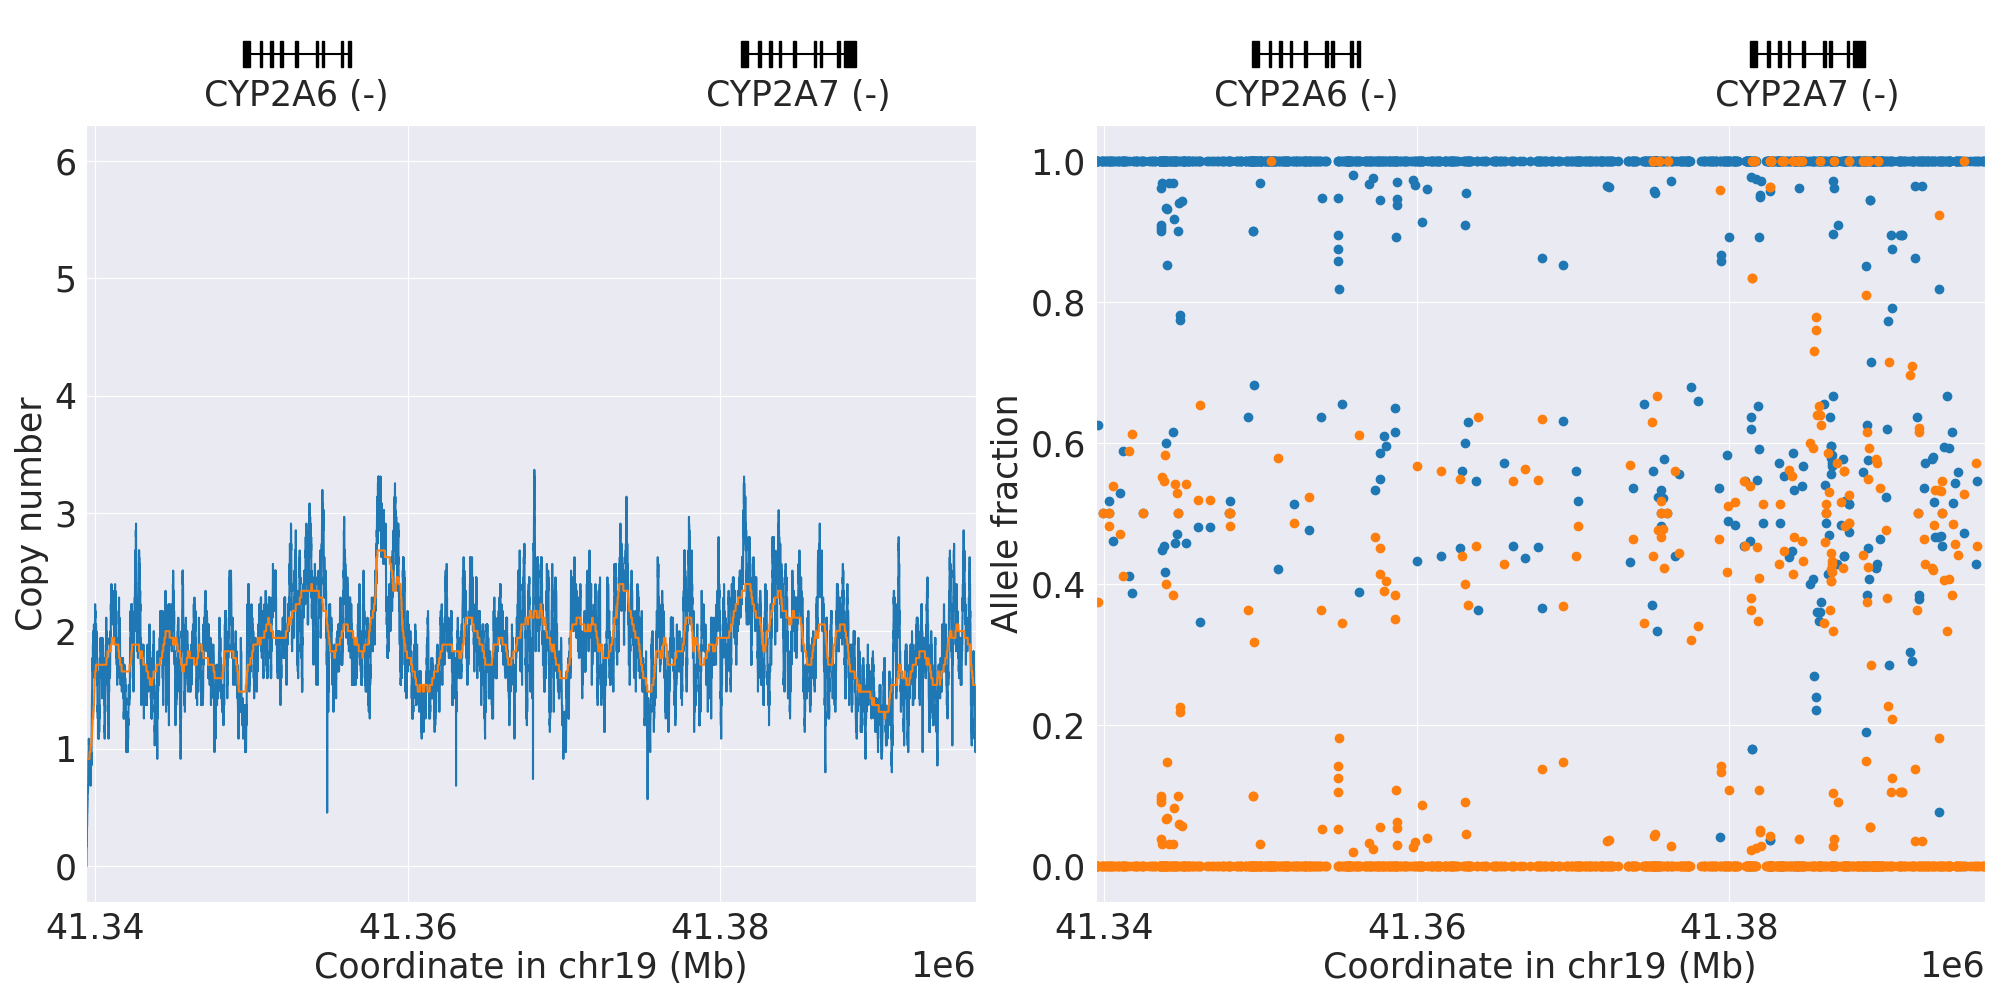 CYP2A6 (-)
CYP2A7 (-)
Copy number
6
5
4
3
2
1
0
41.34
41.36
41.38
Coordinate in chr19 (Mb)
1e6
CYP2A6 (-)
CYP2A7 (-)
Allele fraction
1.0
0.8
0.6
0.4
0.2
0.0
41.34
41.36
41.38
Coordinate in chr19 (Mb)
1e6